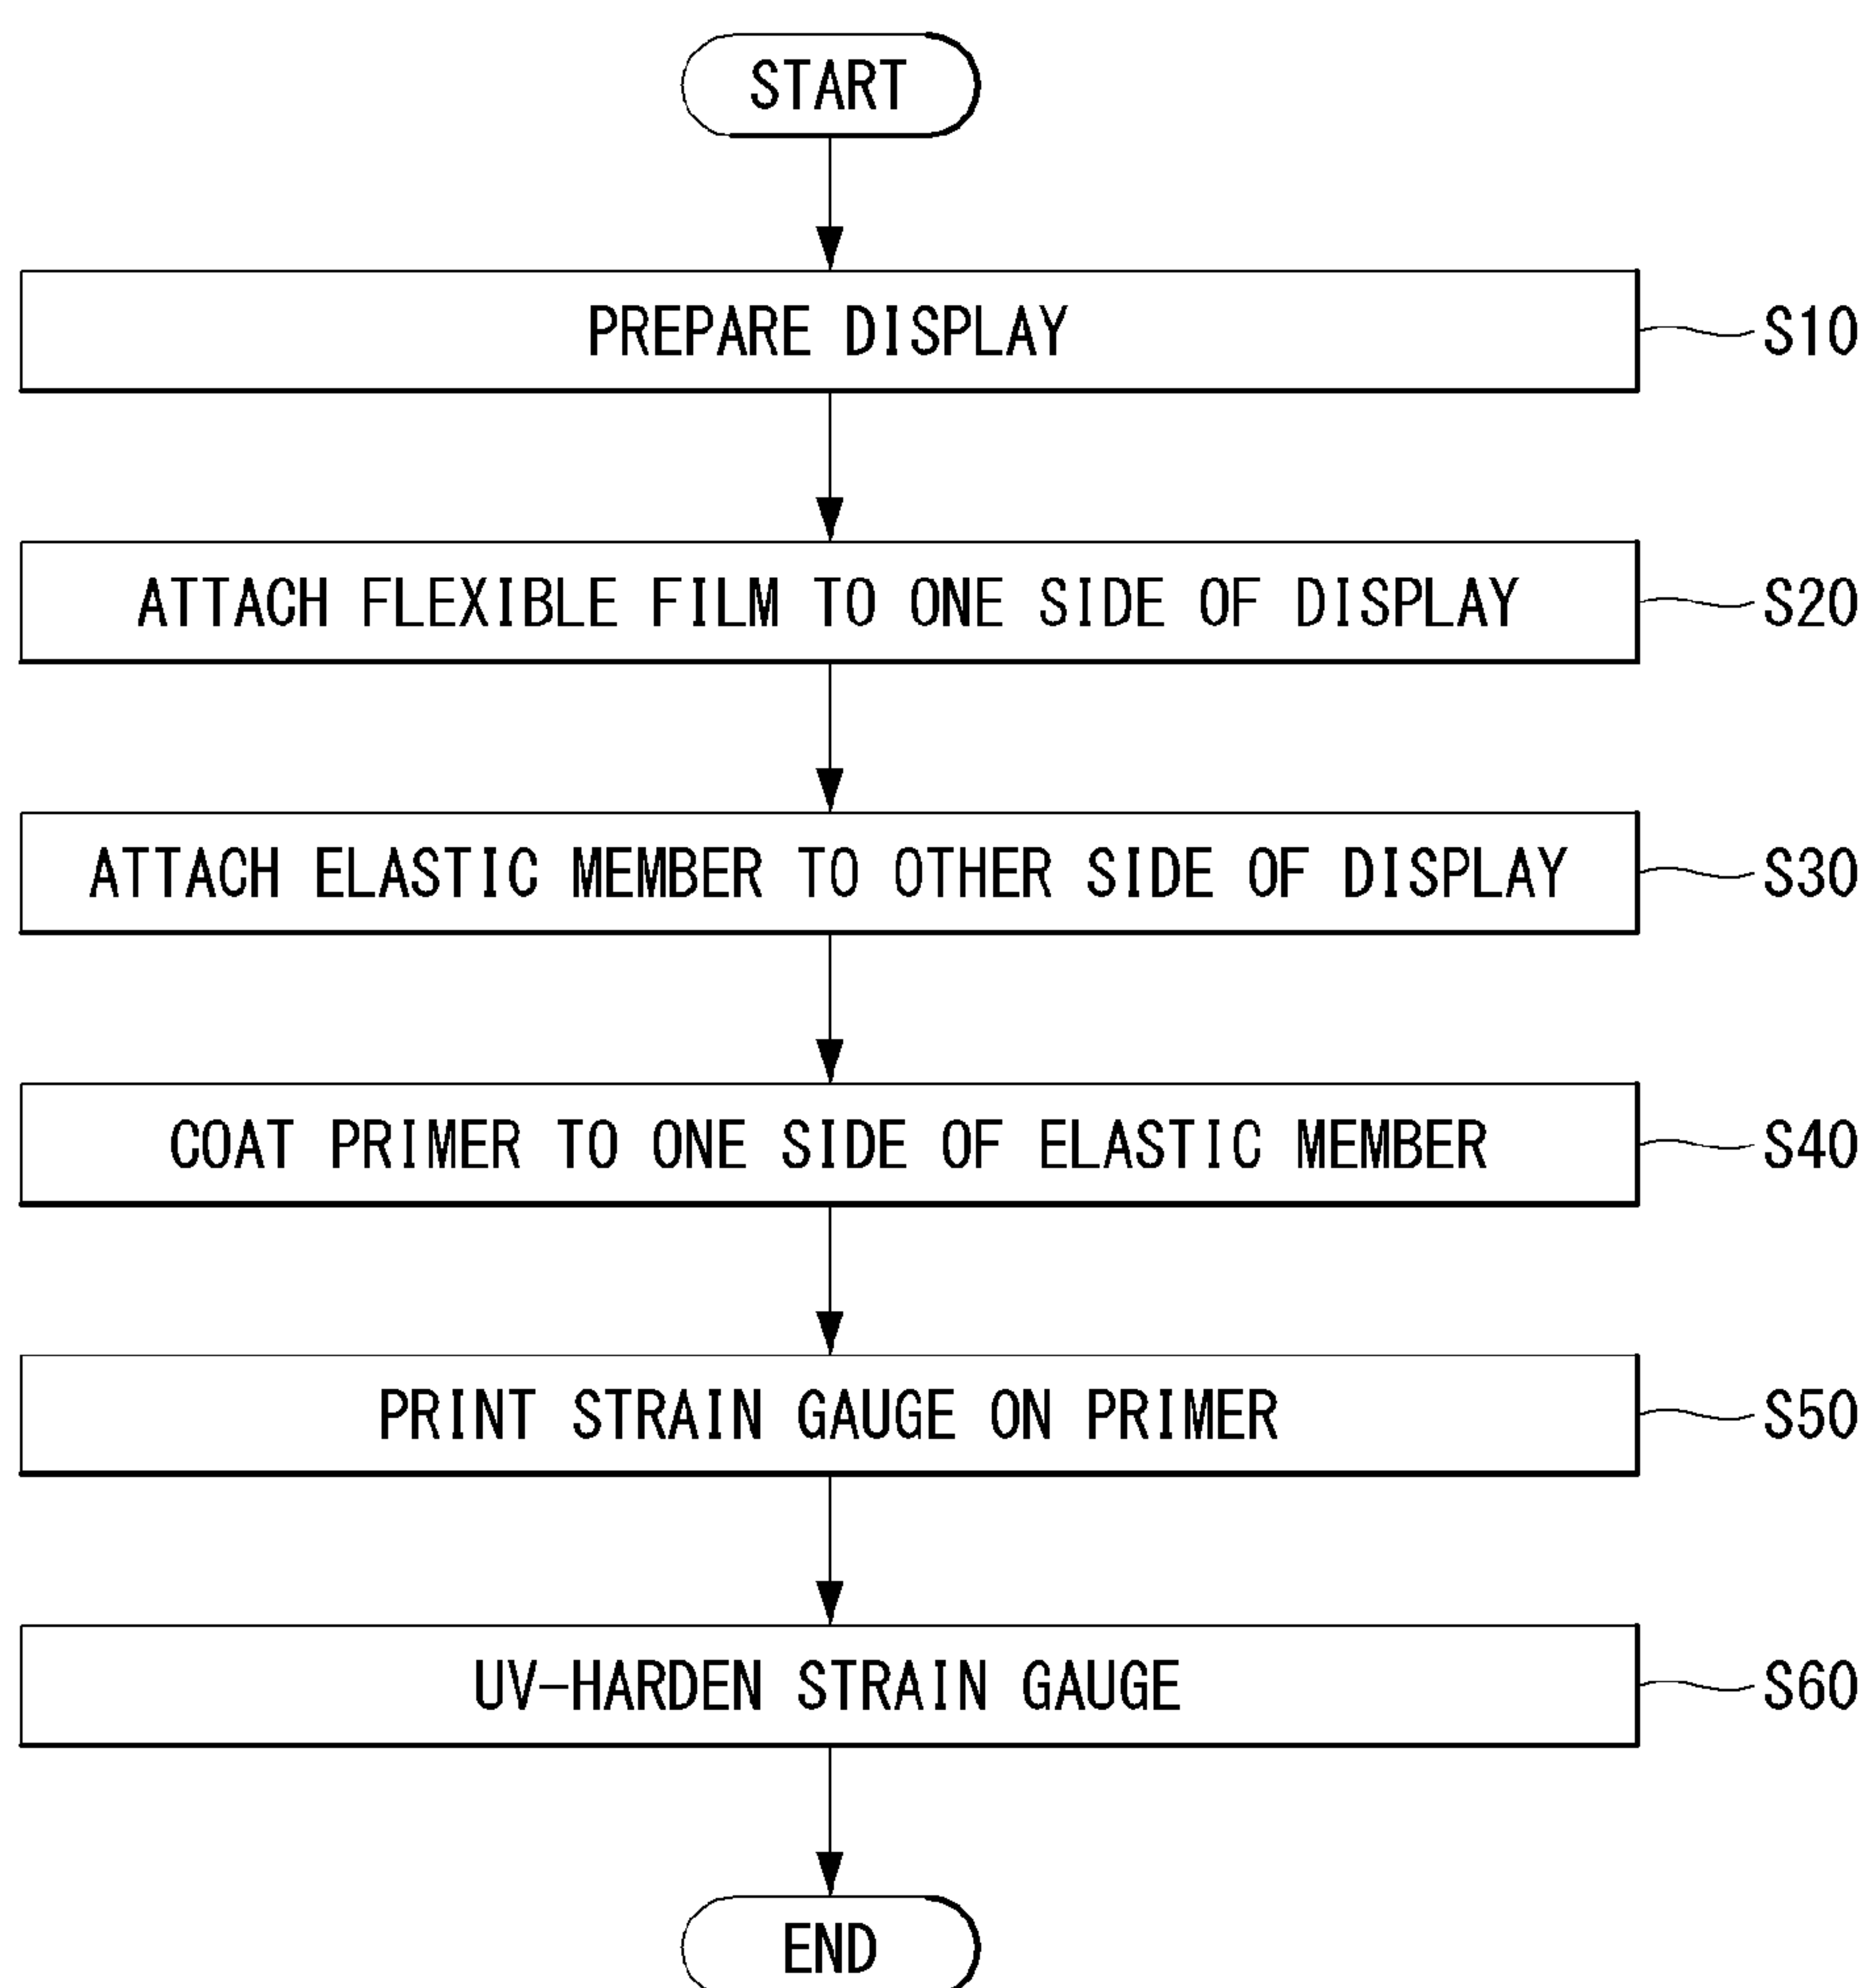 START
PREPARE DISPLAY
S10
ATTACH FLEXIBLE FILM TO ONE SIDE OF DISPLAY
S20
ATTACH ELASTIC MEMBER TO OTHER SIDE OF DISPLAY
S30
COAT PRIMER TO ONE SIDE OF ELASTIC MEMBER
S40
PRINT STRAIN GAUGE ON PRIMER
S50
UV-HARDEN STRAIN GAUGE
S60
END